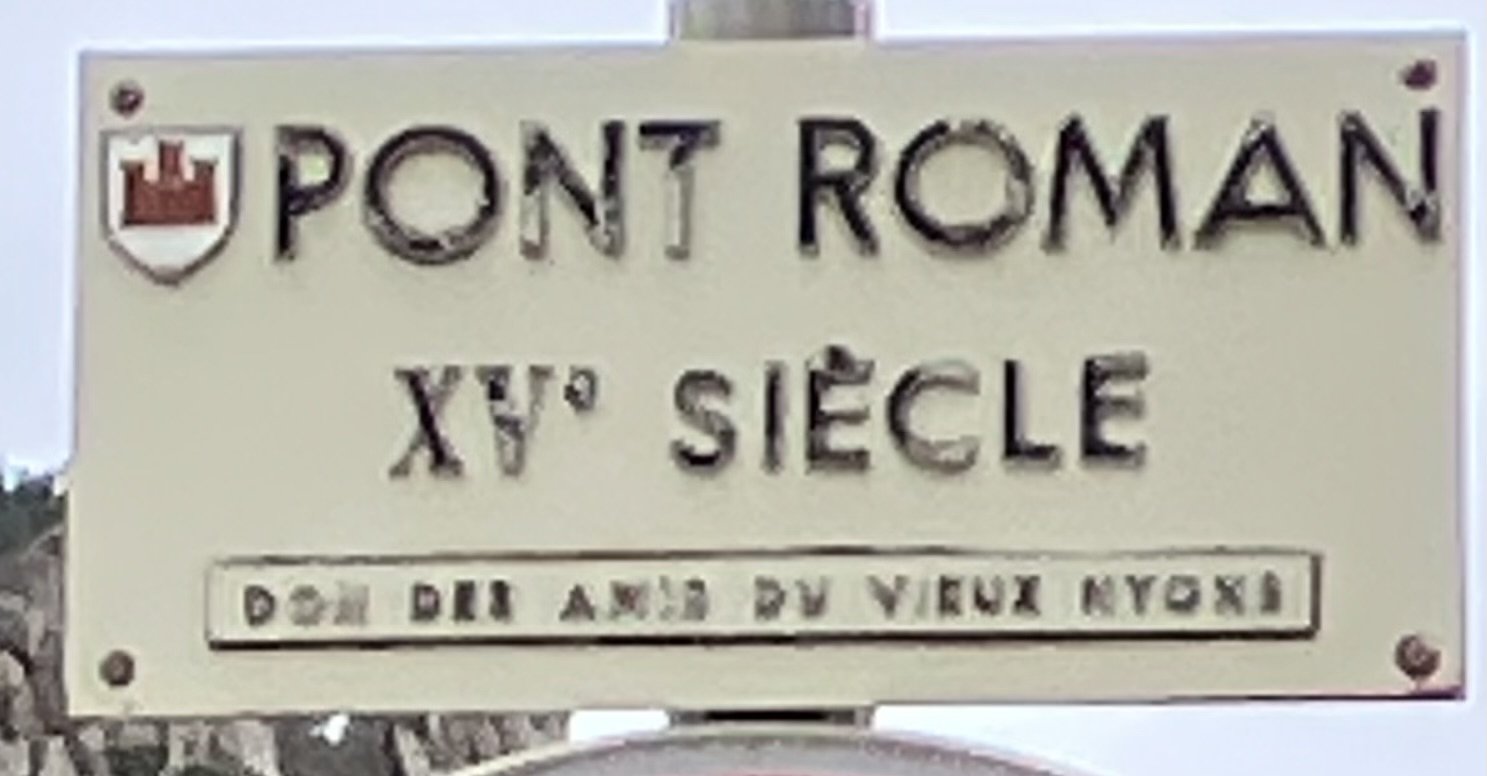 PONT ROMAN
XVe SIÈCLE
DON DES AMIS DU VIEUX NYONS